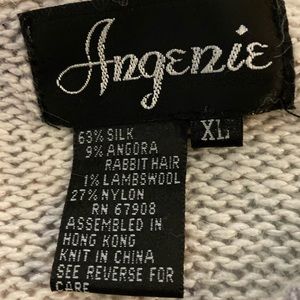 Angenie
XL
63% SILK
9% ANGORA
RABBIT HAIR
1% LAMBSWOOL
27% NYLON
RN 67908
ASSEMBLED IN
HONG KONG
KNIT IN CHINA
SEE REVERSE FOR
CARE